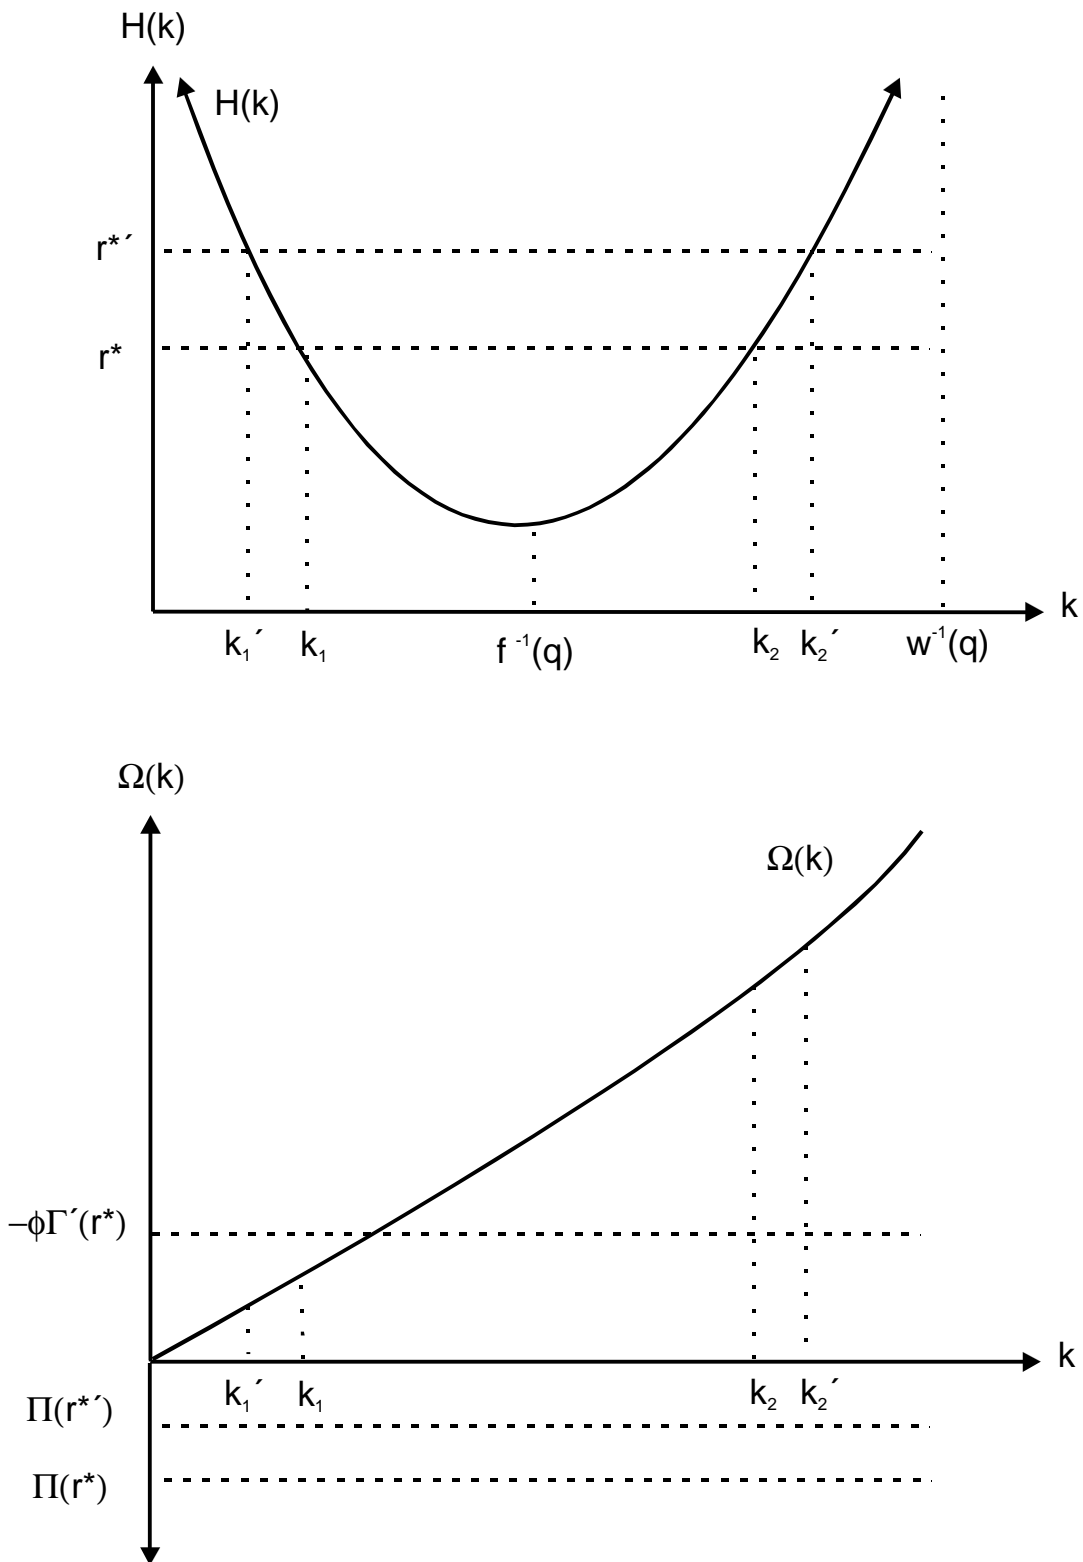 H(k)
H(k)
r*´
r*
k
k₁´ k₁ f ⁻¹(q) k₂ k₂´ w⁻¹(q)
Ω(k)
Ω(k)
−ϕΓ´(r*)
k
k₁´ k₁ k₂ k₂´
Π(r*´)
Π(r*)